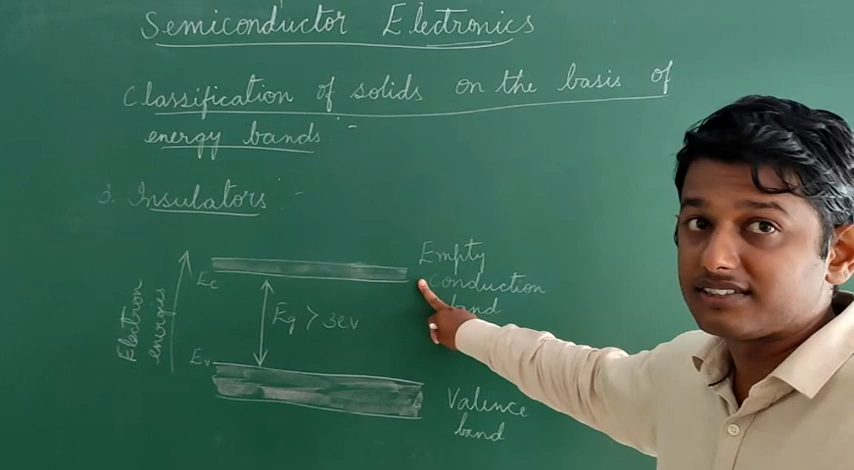 Semiconductor Electronics
Classification of solids on the basis of
energy bands :-
3. Insulators :-
Electron
energies
Ec
Empty
conduction
band
Eg > 3eV
Ev
Valence
band